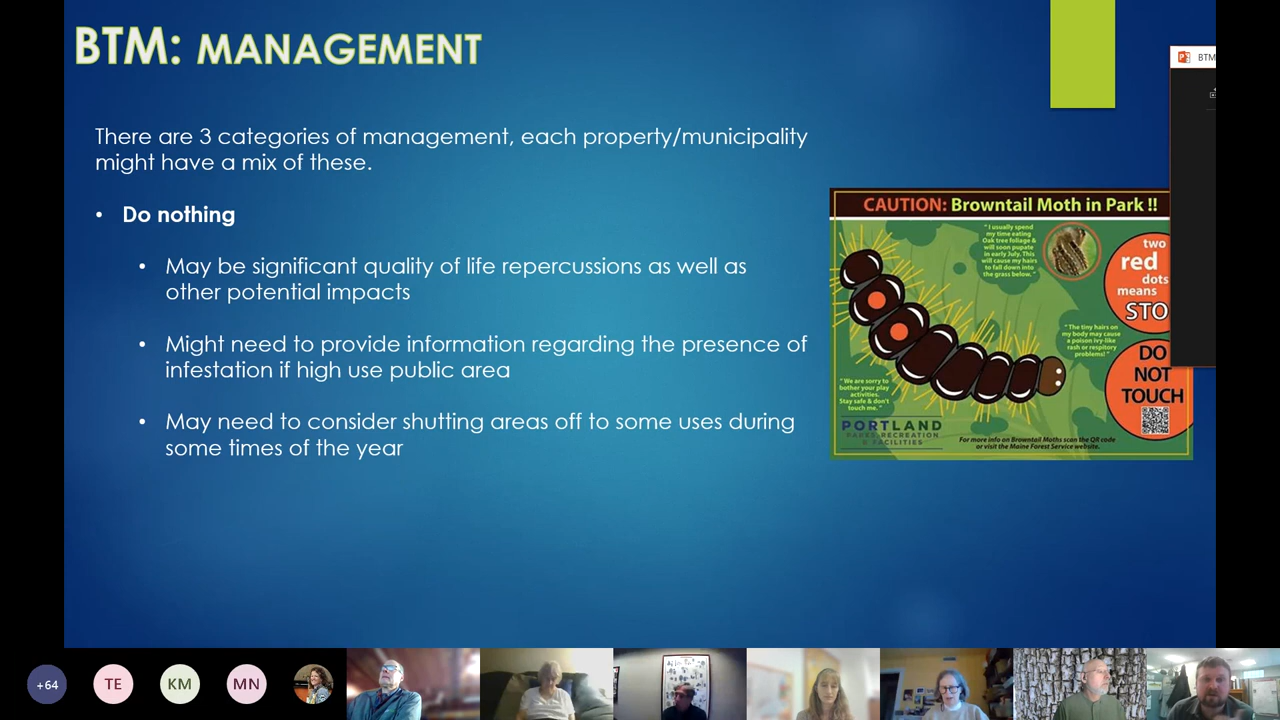 BTM: MANAGEMENT
BTM
There are 3 categories of management, each property/municipality
might have a mix of these.
• Do nothing
• May be significant quality of life repercussions as well as
other potential impacts
• Might need to provide information regarding the presence of
infestation if high use public area
• May need to consider shutting areas off to some uses during
some times of the year
CAUTION: Browntail Moth in Park !!
" I usually spend
my time eating
Oak tree foliage &
will soon pupate
in early July. This
will cause my hairs
to fall down into
the grass below. "
two
red
dots
means
STO
" The tiny hairs on
my body may cause
a poison ivy-like
rash or respitory
problems! "
DO
NOT
TOUCH
" We are sorry to
bother your play
activities.
Stay safe & don't
touch me. "
PORTLAND
PARKS, RECREATION
& FACILITIES
For more info on Browntail Moths scan the QR code
or visit the Maine Forest Service website.
+64
TE
KM
MN